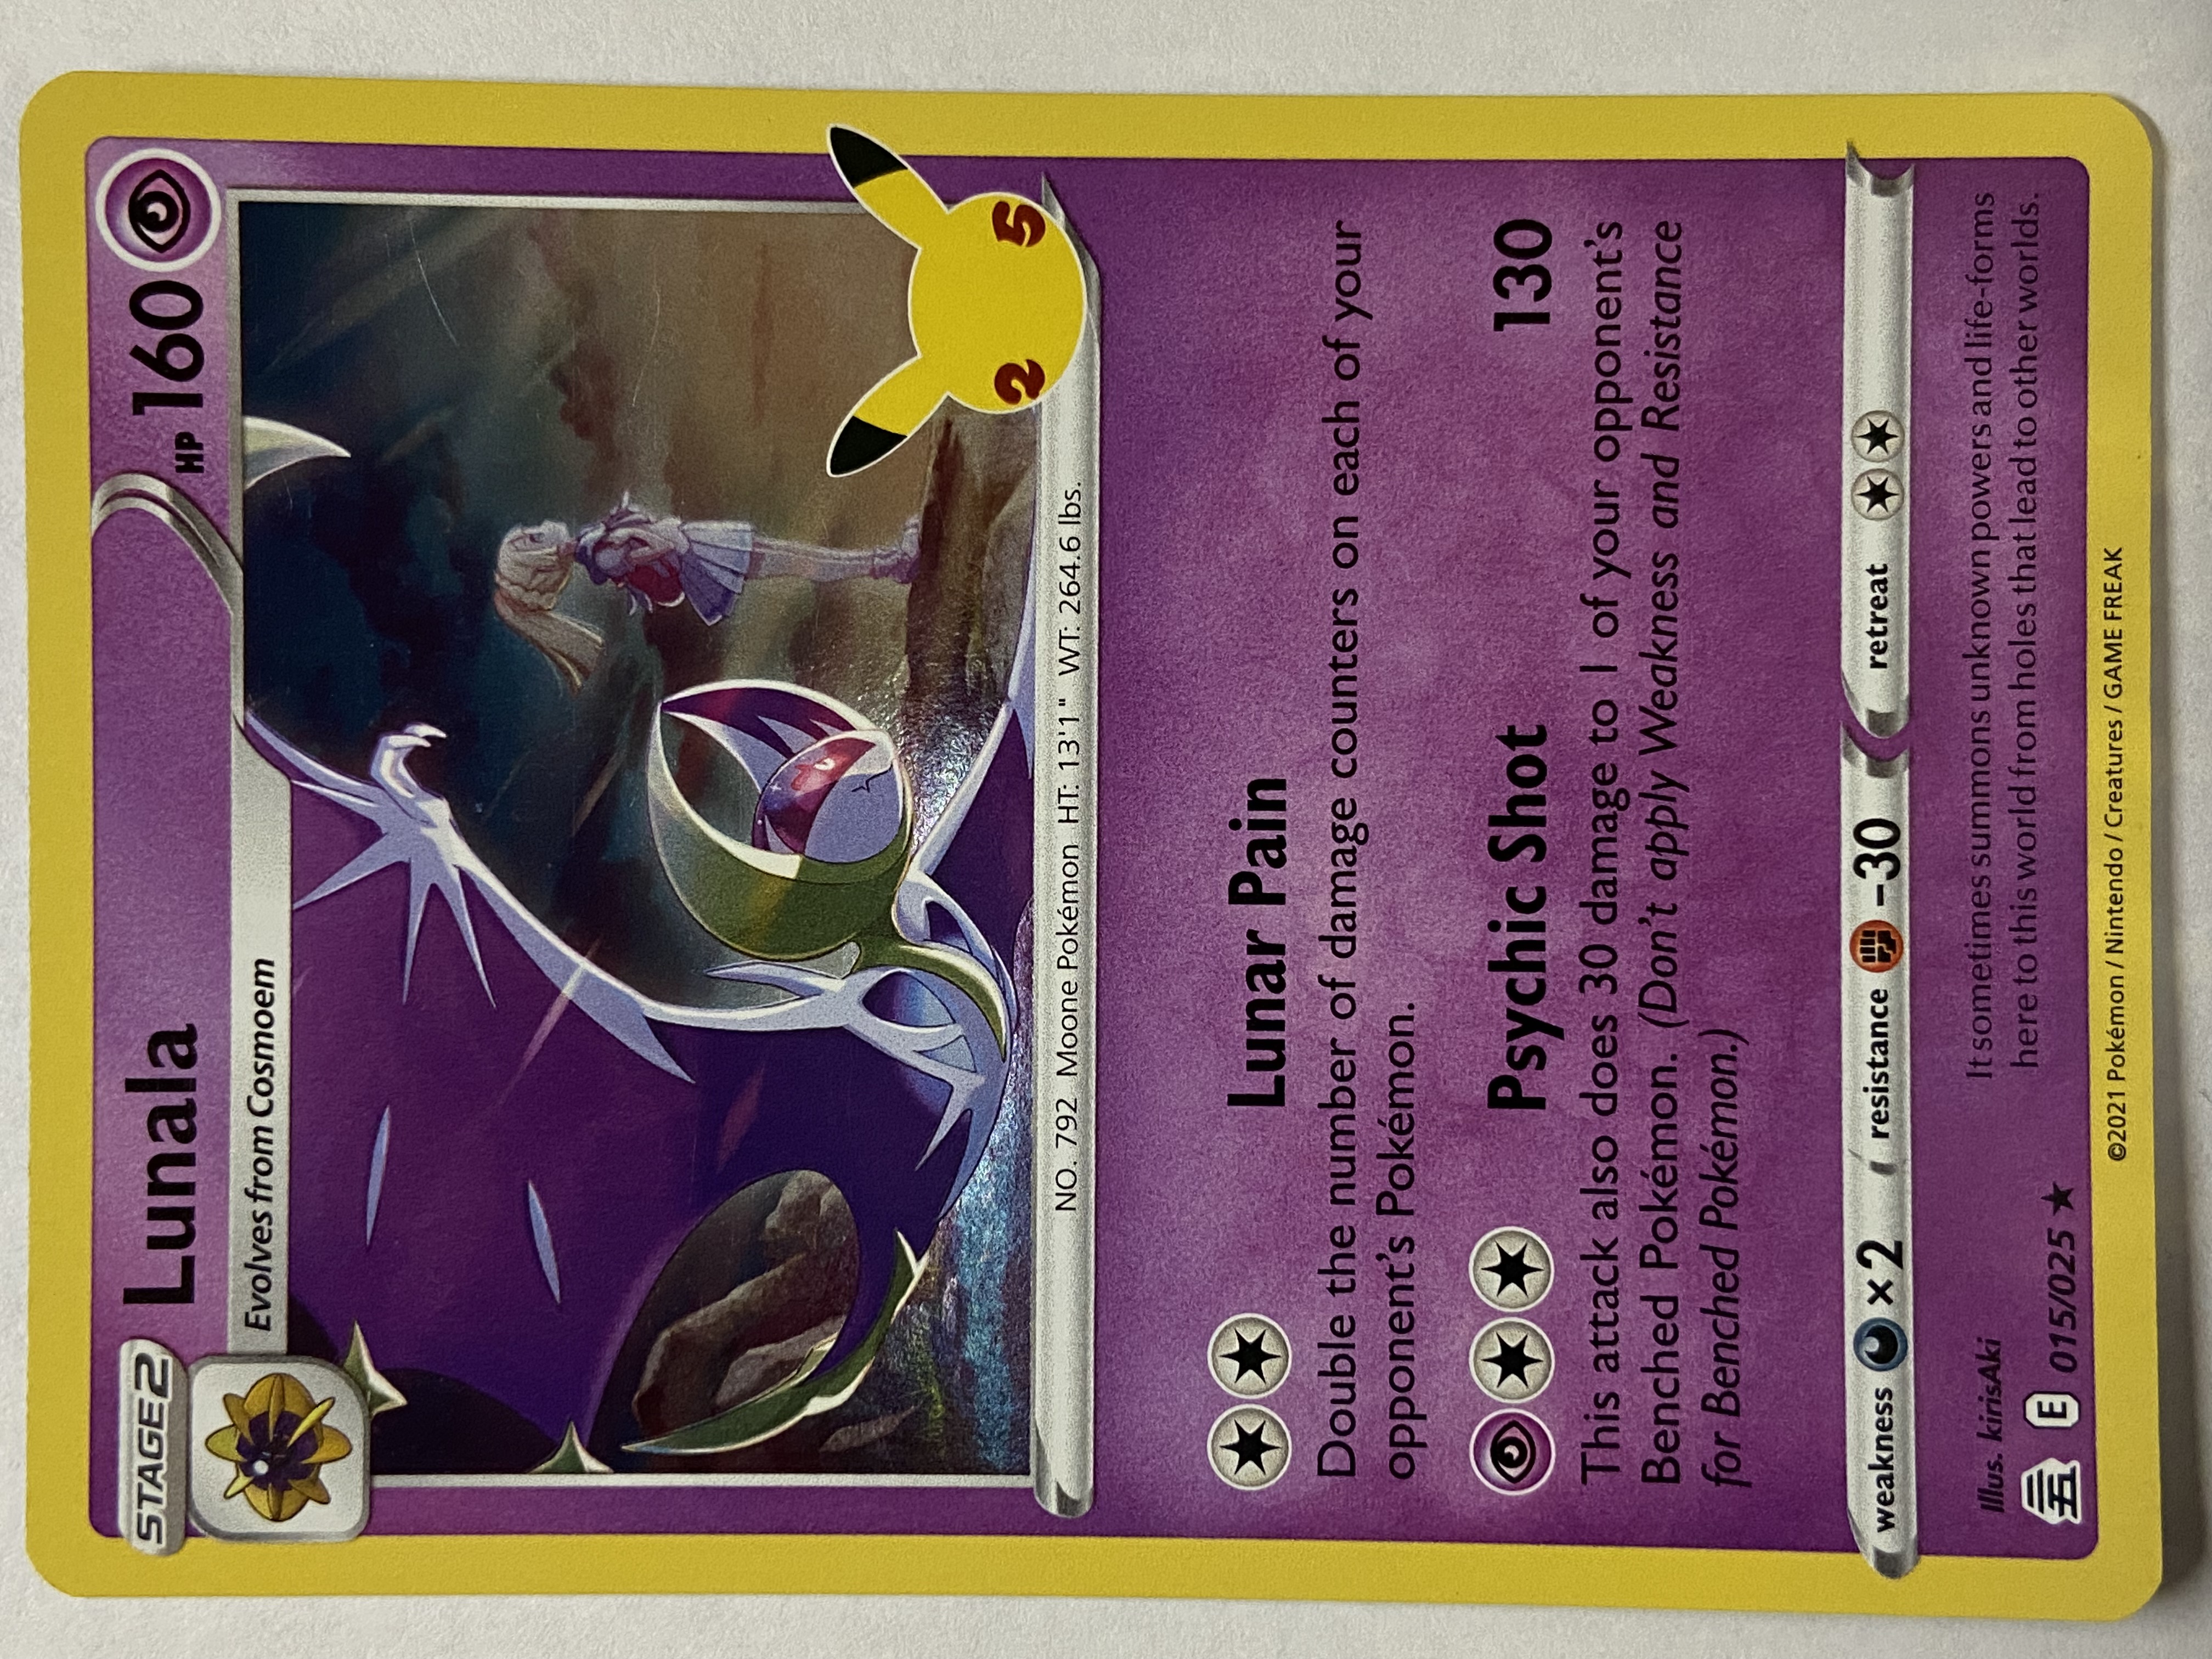 STAGE2
Lunala
HP 160
Evolves from Cosmoem
2 5
NO. 792 Moone Pokémon HT: 13'1" WT: 264.6 lbs.
Lunar Pain
Double the number of damage counters on each of your
opponent's Pokémon.
Psychic Shot 130
This attack also does 30 damage to 1 of your opponent's
Benched Pokémon. (Don't apply Weakness and Resistance
for Benched Pokémon.)
weakness ×2 resistance -30 retreat
Illus. kirisAki
It sometimes summons unknown powers and life-forms
here to this world from holes that lead to other worlds.
E 015/025 ★
©2021 Pokémon / Nintendo / Creatures / GAME FREAK